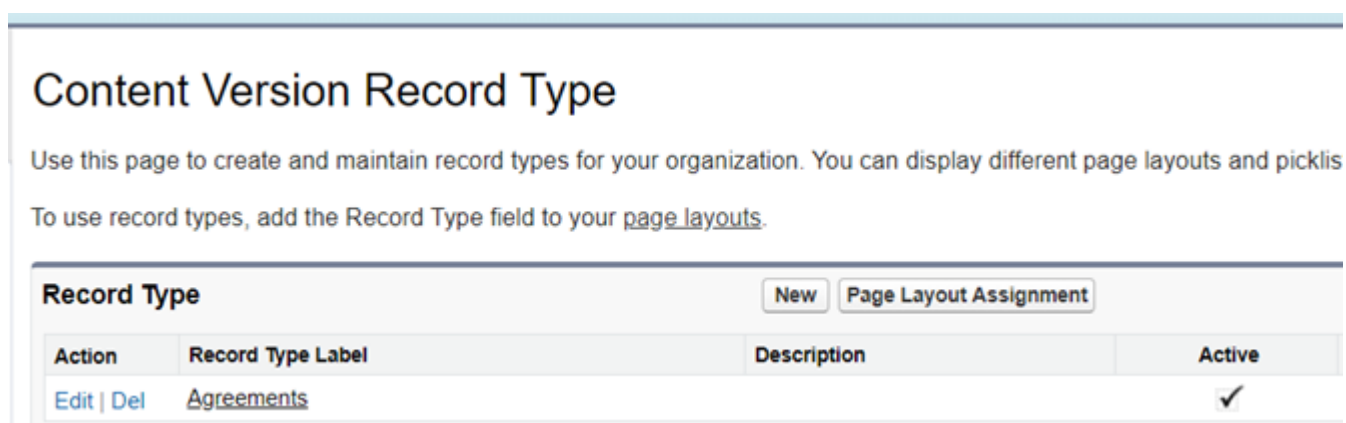 Content Version Record Type
Use this page to create and maintain record types for your organization. You can display different page layouts and picklis
To use record types, add the Record Type field to your page layouts.
Record Type New Page Layout Assignment
Action Record Type Label Description Active
Edit | Del Agreements